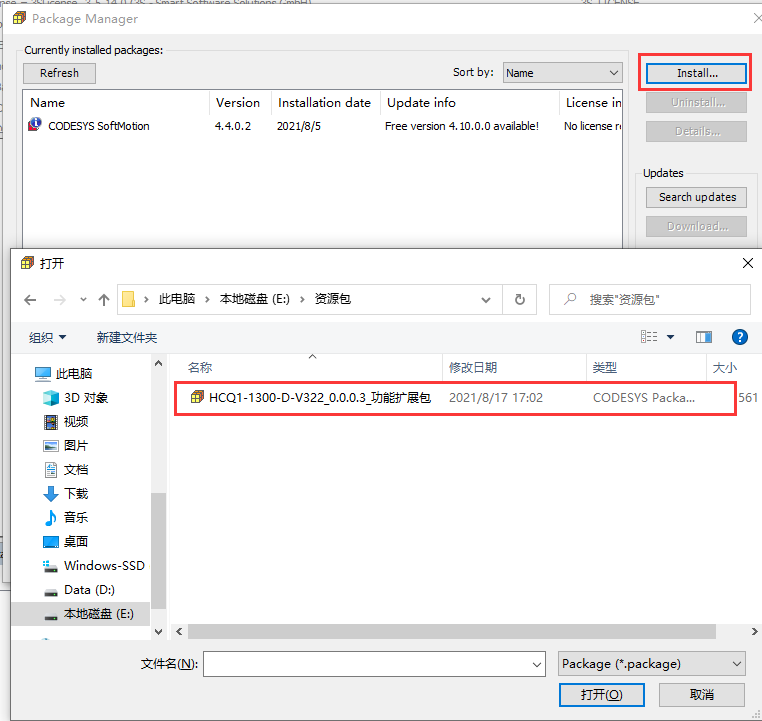 Package Manager
Currently installed packages:
Refresh
Sort by:
Name
Install...
Name Version Installation date Update info License in
CODESYS SoftMotion 4.4.0.2 2021/8/5 Free version 4.10.0.0 available! No license re
Uninstall...
Details...
Updates
Search updates
Download...
打开
此电脑 › 本地磁盘 (E:) › 资源包
搜索"资源包"
组织
新建文件夹
名称 修改日期 类型 大小
HCQ1-1300-D-V322_0.0.0.3_功能扩展包 2021/8/17 17:02 CODESYS Packa... 561
此电脑
3D 对象
视频
图片
文档
下载
音乐
桌面
Windows-SSD
Data (D:)
本地磁盘 (E:)
文件名(N):
Package (*.package)
打开(O)
取消